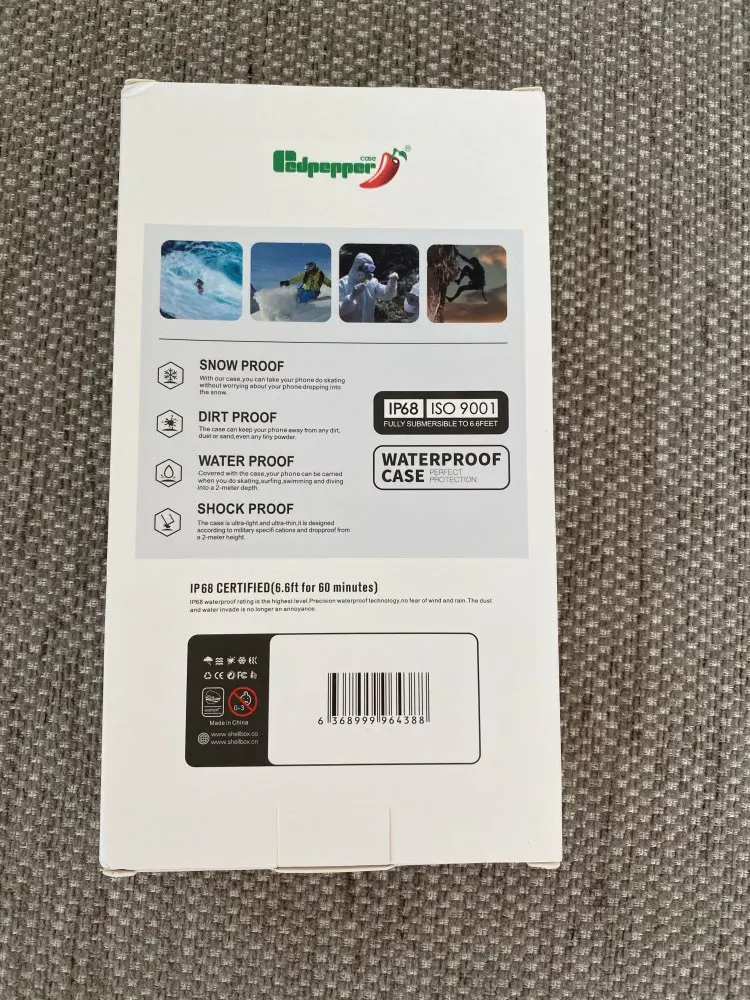 Redpepper case ®
SNOW PROOF
With our case,you can take your phone do skating
without worrying about your phone dropping into
the snow.
DIRT PROOF
The case can keep your phone away from any dirt,
dust or sand,even any tiny powder.
WATER PROOF
Covered with the case,your phone can be carried
when you do skating,surfing,swimming and diving
into a 2-meter depth.
SHOCK PROOF
The case is ultra-light and ultra-thin,it is designed
according to military specifi cations and dropproof from
a 2-meter height.
IP68 ISO 9001
FULLY SUBMERSIBLE TO 6.6FEET
WATERPROOF
CASE PERFECT
PROTECTION
IP68 CERTIFIED(6.6ft for 60 minutes)
IP68 waterproof rating is the highest level.Precision waterproof technology,no fear of wind and rain.The dust
and water invade is no longer an annoyance.
CE FC
0-3
Made in China
www.shellbox.co
www.shellbox.cn
6 368999 964388